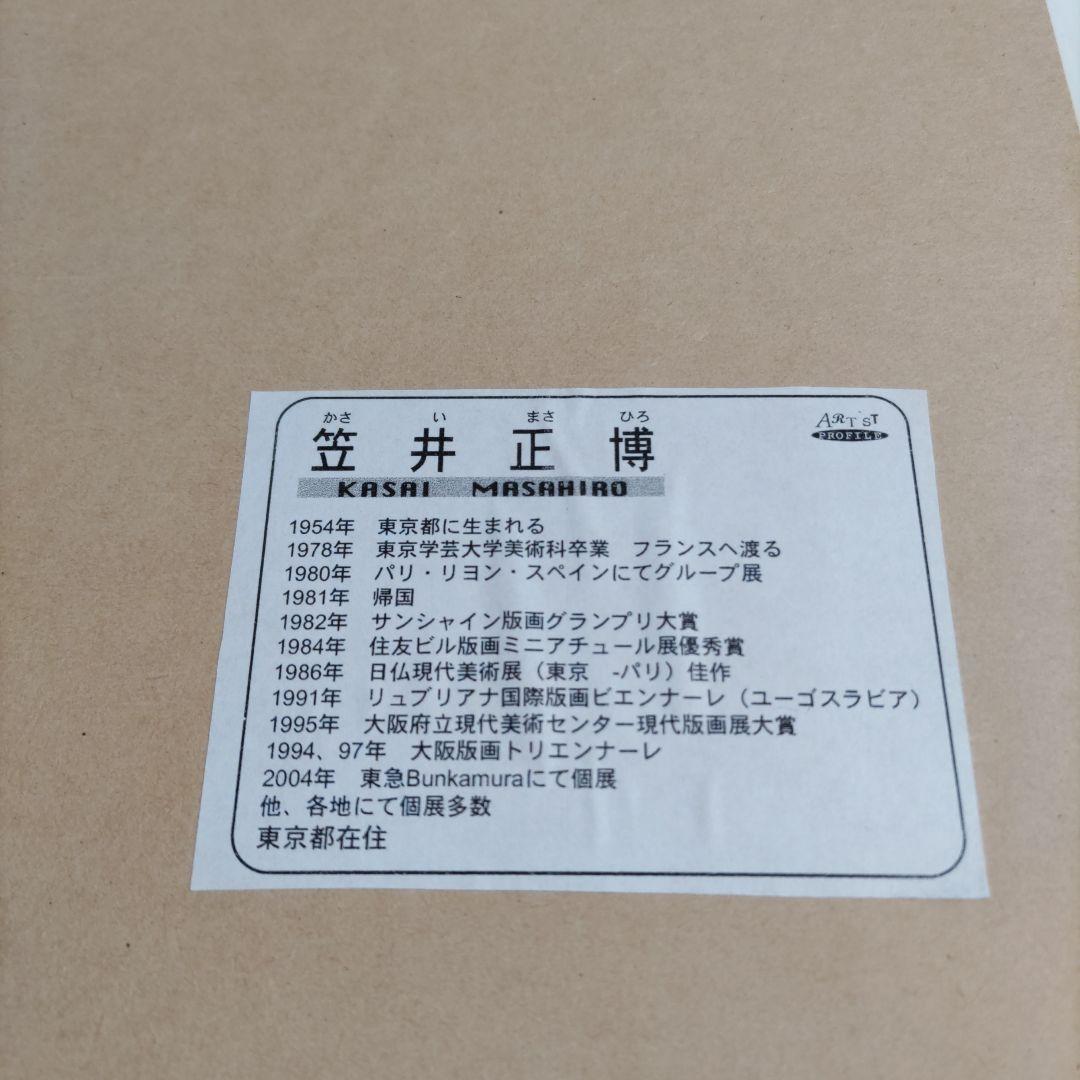 かさ い まさ ひろ
笠井正博
KASAI MASAHIRO
ARTIST
PROFILE
1954年 東京都に生まれる
1978年 東京学芸大学美術科卒業 フランスへ渡る
1980年 パリ・リヨン・スペインにてグループ展
1981年 帰国
1982年 サンシャイン版画グランプリ大賞
1984年 住友ビル版画ミニアチュール展優秀賞
1986年 日仏現代美術展（東京 -パリ）佳作
1991年 リュブリアナ国際版画ビエンナーレ（ユーゴスラビア）
1995年 大阪府立現代美術センター現代版画展大賞
1994、97年 大阪版画トリエンナーレ
2004年 東急Bunkamuraにて個展
他、各地にて個展多数
東京都在住